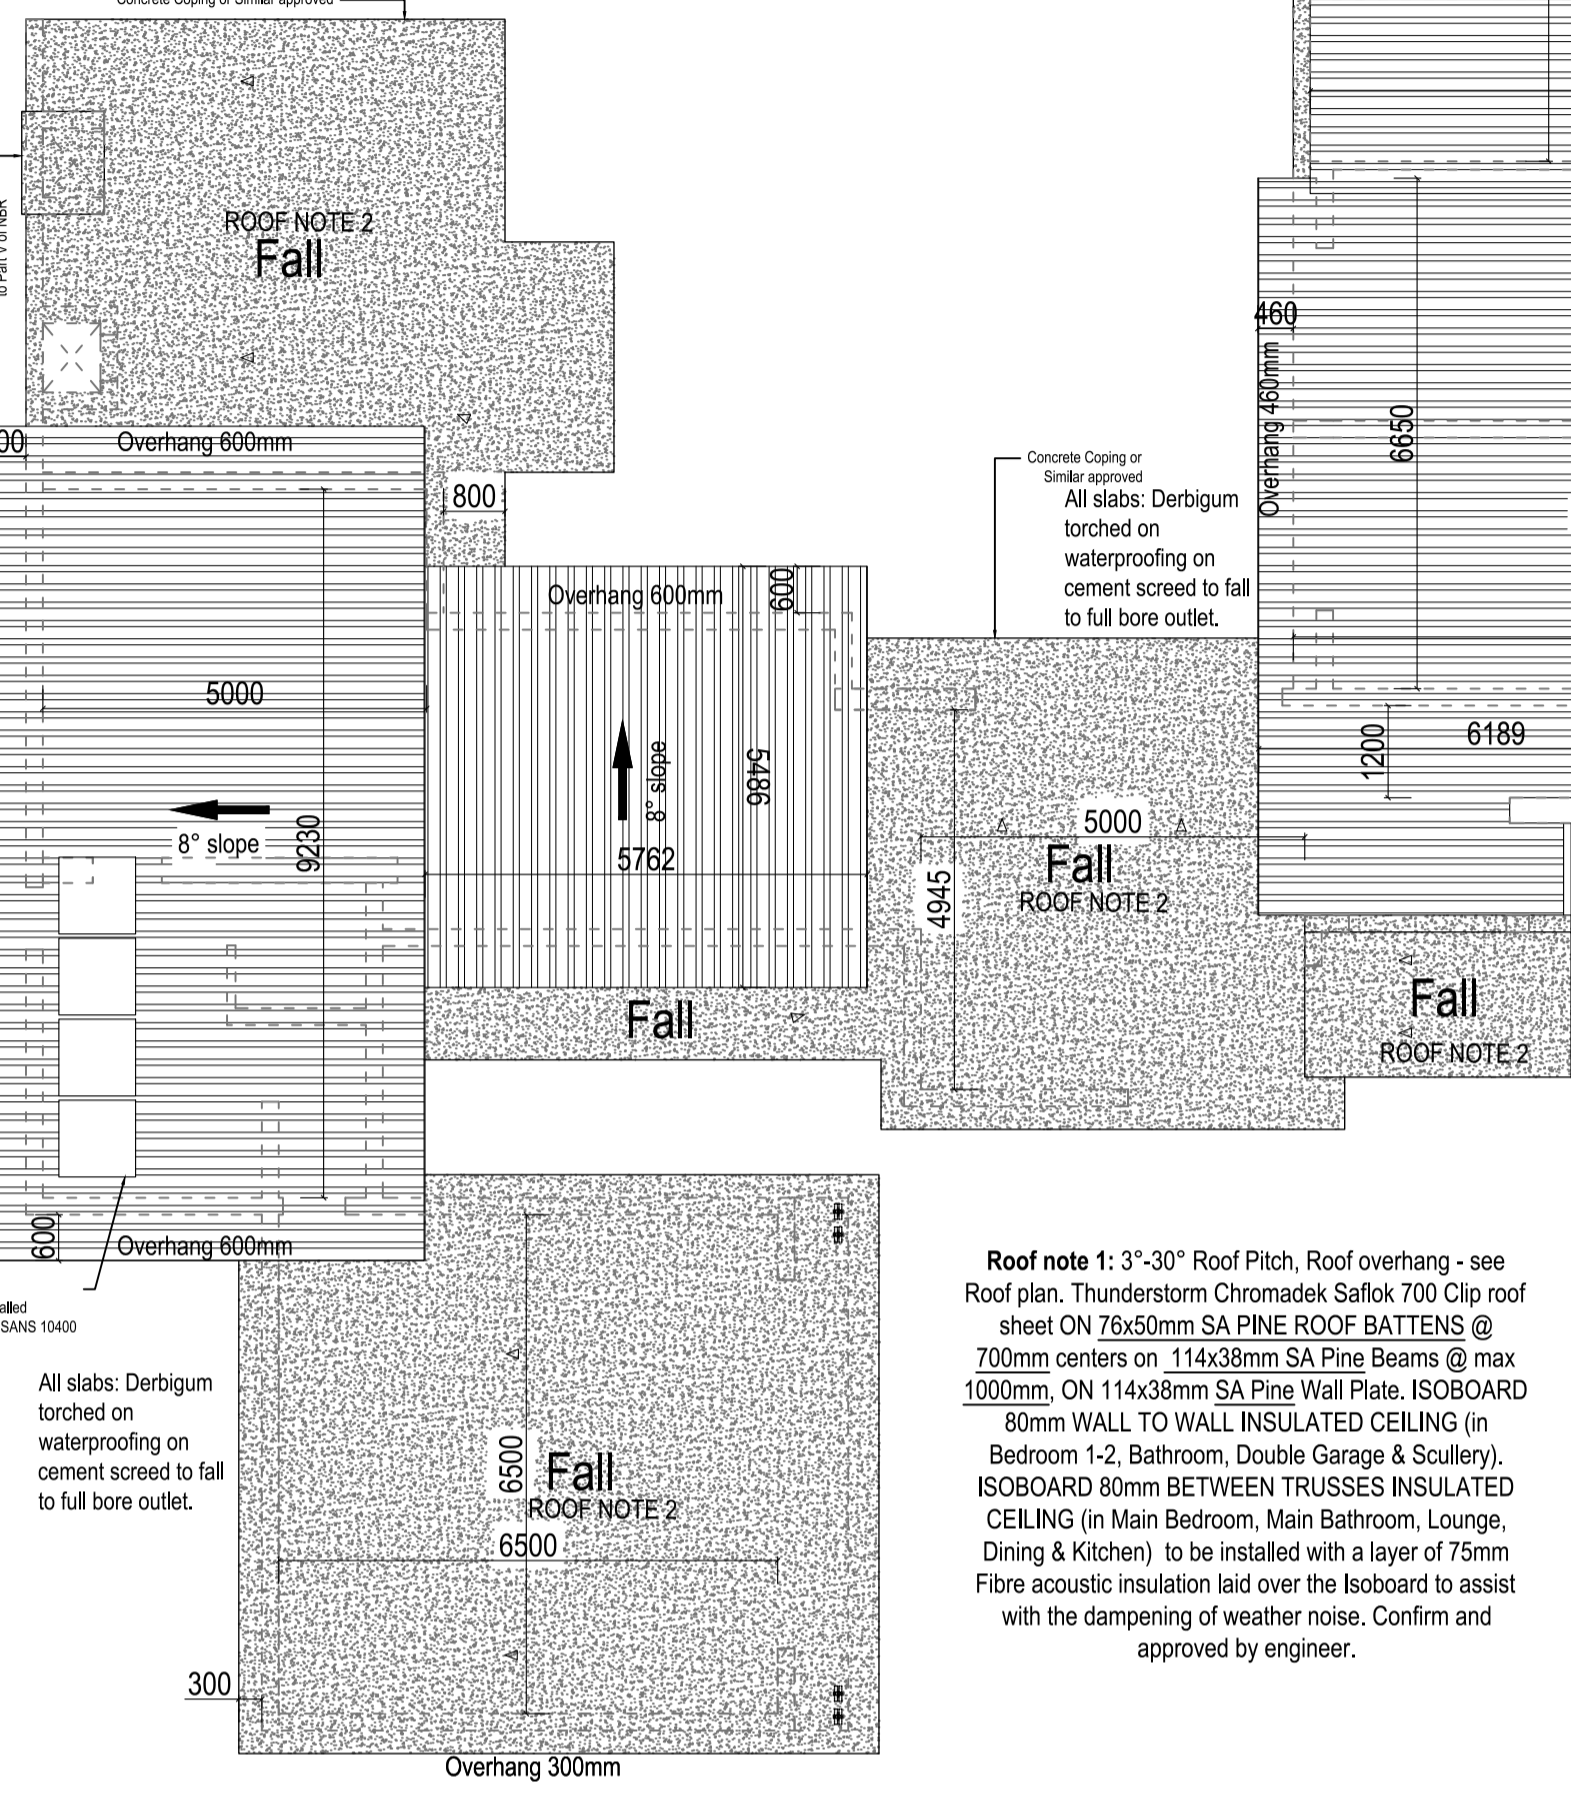 Concrete Coping or Similar approved
to Part V of NBR
ROOF NOTE 2
Fall
460
Overhang 460mm
6650
Overhang 600mm
800
Concrete Coping or
Similar approved
All slabs: Derbigum
torched on
waterproofing on
cement screed to fall
to full bore outlet.
Overhang 600mm
600
5000
8° slope
9230
8° slope
5486
5762
5000
Fall
ROOF NOTE 2
4945
1200
6189
Fall
Fall
ROOF NOTE 2
600
Overhang 600mm
SANS 10400
All slabs: Derbigum
torched on
waterproofing on
cement screed to fall
to full bore outlet.
6500
Fall
ROOF NOTE 2
6500
300
Overhang 300mm
Roof note 1: 3°-30° Roof Pitch, Roof overhang - see
Roof plan. Thunderstorm Chromadek Saflok 700 Clip roof
sheet ON 76x50mm SA PINE ROOF BATTENS @
700mm centers on 114x38mm SA Pine Beams @ max
1000mm, ON 114x38mm SA Pine Wall Plate. ISOBOARD
80mm WALL TO WALL INSULATED CEILING (in
Bedroom 1-2, Bathroom, Double Garage & Scullery).
ISOBOARD 80mm BETWEEN TRUSSES INSULATED
CEILING (in Main Bedroom, Main Bathroom, Lounge,
Dining & Kitchen) to be installed with a layer of 75mm
Fibre acoustic insulation laid over the Isoboard to assist
with the dampening of weather noise. Confirm and
approved by engineer.